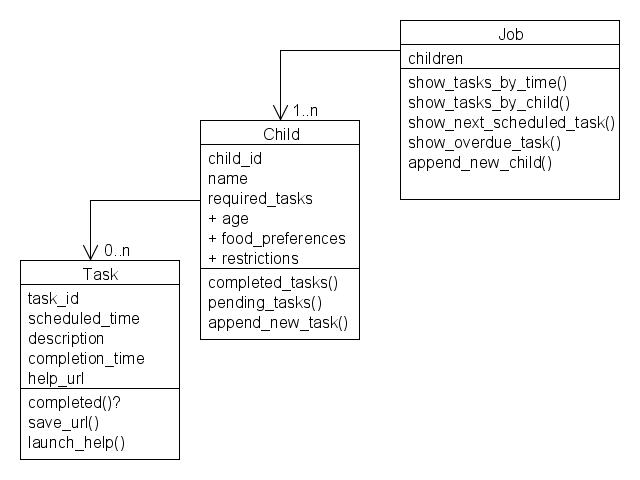 Job
children
show_tasks_by_time()
show_tasks_by_child()
show_next_scheduled_task()
show_overdue_task()
append_new_child()
1..n
Child
child_id
name
required_tasks
+ age
+ food_preferences
+ restrictions
completed_tasks()
pending_tasks()
append_new_task()
0..n
Task
task_id
scheduled_time
description
completion_time
help_url
completed()?
save_url()
launch_help()